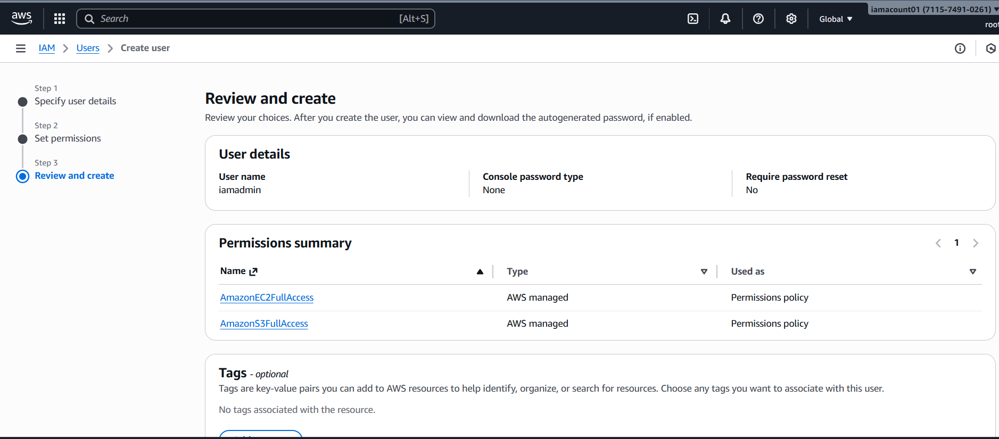 aws
Search [Alt+S]
Global
iamacount01 (7115-7491-0261)
IAM Users Create user
Step 1
Specify user details
Step 2
Set permissions
Step 3
Review and create
Review and create
Review your choices. After you create the user, you can view and download the autogenerated password, if enabled.
User details
User name Console password type Require password reset
iamadmin None No
Permissions summary
1
Name Type Used as
AmazonEC2FullAccess AWS managed Permissions policy
AmazonS3FullAccess AWS managed Permissions policy
Tags - optional
Tags are key-value pairs you can add to AWS resources to help identify, organize, or search for resources. Choose any tags you want to associate with this user.
No tags associated with the resource.